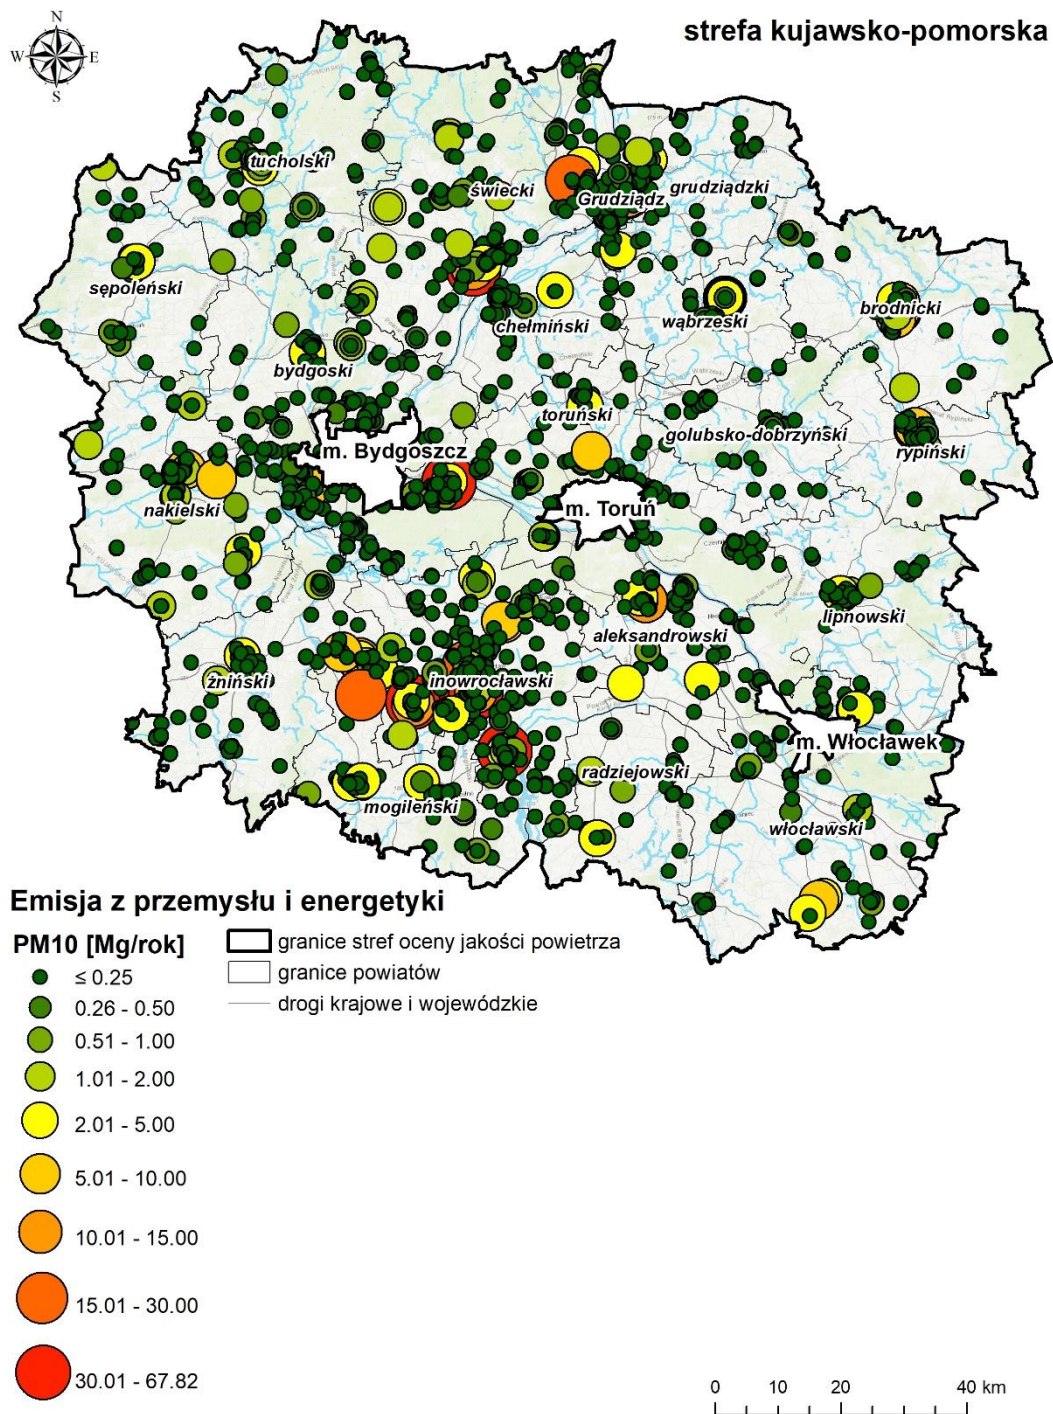 strefa kujawsko-pomorska
N
W E
S
tucholski
świecki
grudziądzki
Grudziądz
sępoleński
chełmiński
wąbrzeski
brodnicki
bydgoski
toruński
golubsko-dobrzyński
rypiński
m. Bydgoszcz
nakielski
m. Toruń
aleksandrowski
lipnowski
żniński
inowrocławski
m. Włocławek
radziejowski
mogileński
włocławski
Emisja z przemysłu i energetyki
PM10 [Mg/rok]
≤ 0.25
0.26 - 0.50
0.51 - 1.00
1.01 - 2.00
2.01 - 5.00
5.01 - 10.00
10.01 - 15.00
15.01 - 30.00
30.01 - 67.82
granice stref oceny jakości powietrza
granice powiatów
drogi krajowe i wojewódzkie
0 10 20 40 km